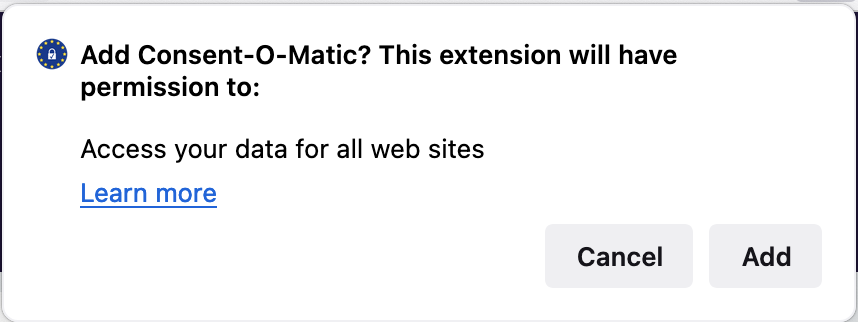 Add Consent-O-Matic? This extension will have
permission to:
Access your data for all web sites
Learn more
Cancel
Add